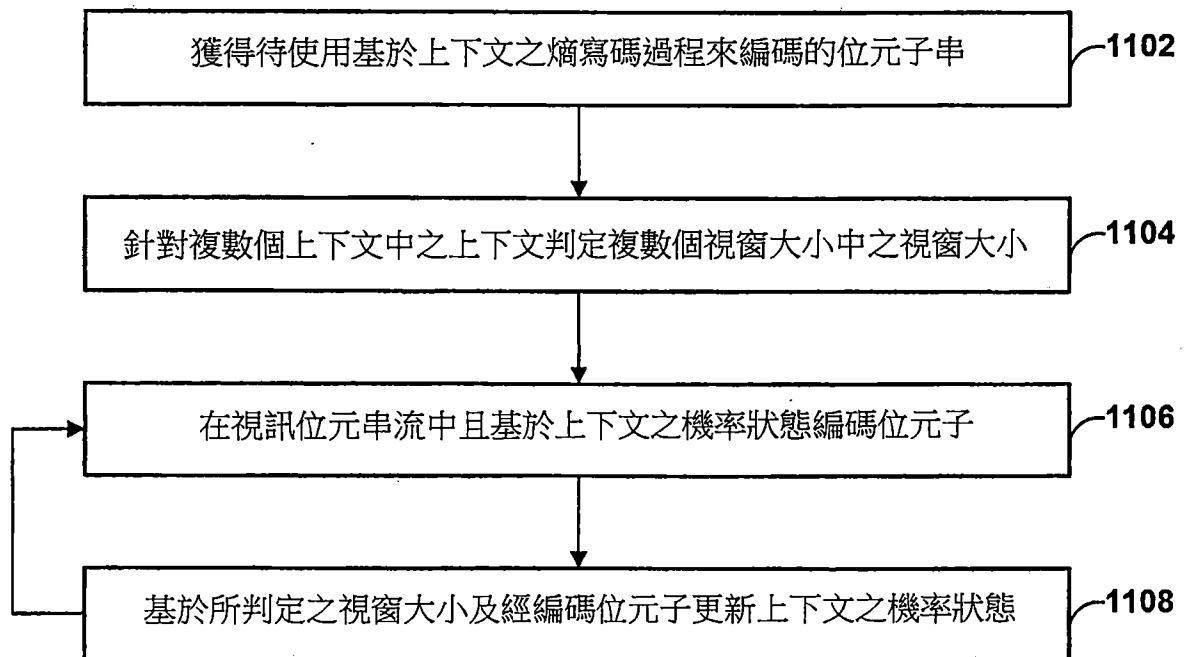 獲得待使用基於上下文之熵寫碼過程來編碼的位元子串
1102
針對複數個上下文中之上下文判定複數個視窗大小中之視窗大小
1104
在視訊位元串流中且基於上下文之機率狀態編碼位元子
1106
基於所判定之視窗大小及經編碼位元子更新上下文之機率狀態
1108